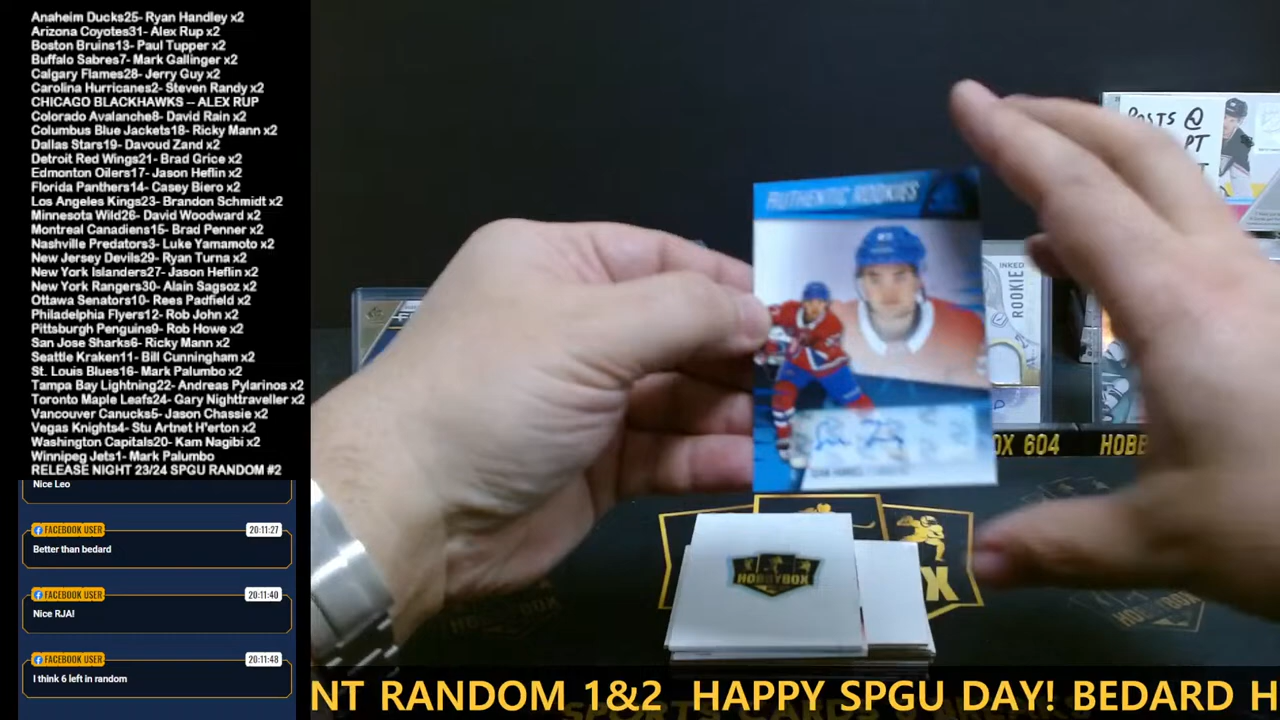 Anaheim Ducks25- Ryan Handley x2
Arizona Coyotes31- Alex Rup x2
Boston Bruins13- Paul Tupper x2
Buffalo Sabres7- Mark Gallinger x2
Calgary Flames28- Jerry Guy x2
Carolina Hurricanes2- Steven Randy x2
CHICAGO BLACKHAWKS -- ALEX RUP
Colorado Avalanche8- David Rain x2
Columbus Blue Jackets18- Ricky Mann x2
Dallas Stars19- Davoud Zand x2
Detroit Red Wings21- Brad Grice x2
Edmonton Oilers17- Jason Heflin x2
Florida Panthers14- Casey Biero x2
Los Angeles Kings23- Brandon Schmidt x2
Minnesota Wild26- David Woodward x2
Montreal Canadiens15- Brad Penner x2
Nashville Predators3- Luke Yamamoto x2
New Jersey Devils29- Ryan Turna x2
New York Islanders27- Jason Heflin x2
New York Rangers30- Alain Sagsoz x2
Ottawa Senators10- Rees Padfield x2
Philadelphia Flyers12- Rob John x2
Pittsburgh Penguins9- Rob Howe x2
San Jose Sharks6- Ricky Mann x2
Seattle Kraken11- Bill Cunningham x2
St. Louis Blues16- Mark Palumbo x2
Tampa Bay Lightning22- Andreas Pylarinos x2
Toronto Maple Leafs24- Gary Nighttraveller x2
Vancouver Canucks5- Jason Chassie x2
Vegas Knights4- Stu Artnet H'erton x2
Washington Capitals20- Kam Nagibi x2
Winnipeg Jets1- Mark Palumbo
RELEASE NIGHT 23/24 SPGU RANDOM #2
Nice Leo
FACEBOOK USER 20:11:27
Better than bedard
FACEBOOK USER 20:11:40
Nice RJA!
FACEBOOK USER 20:11:48
I think 6 left in random
AUTHENTIC ROOKIES
POSTS @
PT
INKED
ROOKIE
OX 604
HOBB
HOBBYBOX
X
NT RANDOM 1&2 HAPPY SPGU DAY! BEDARD H